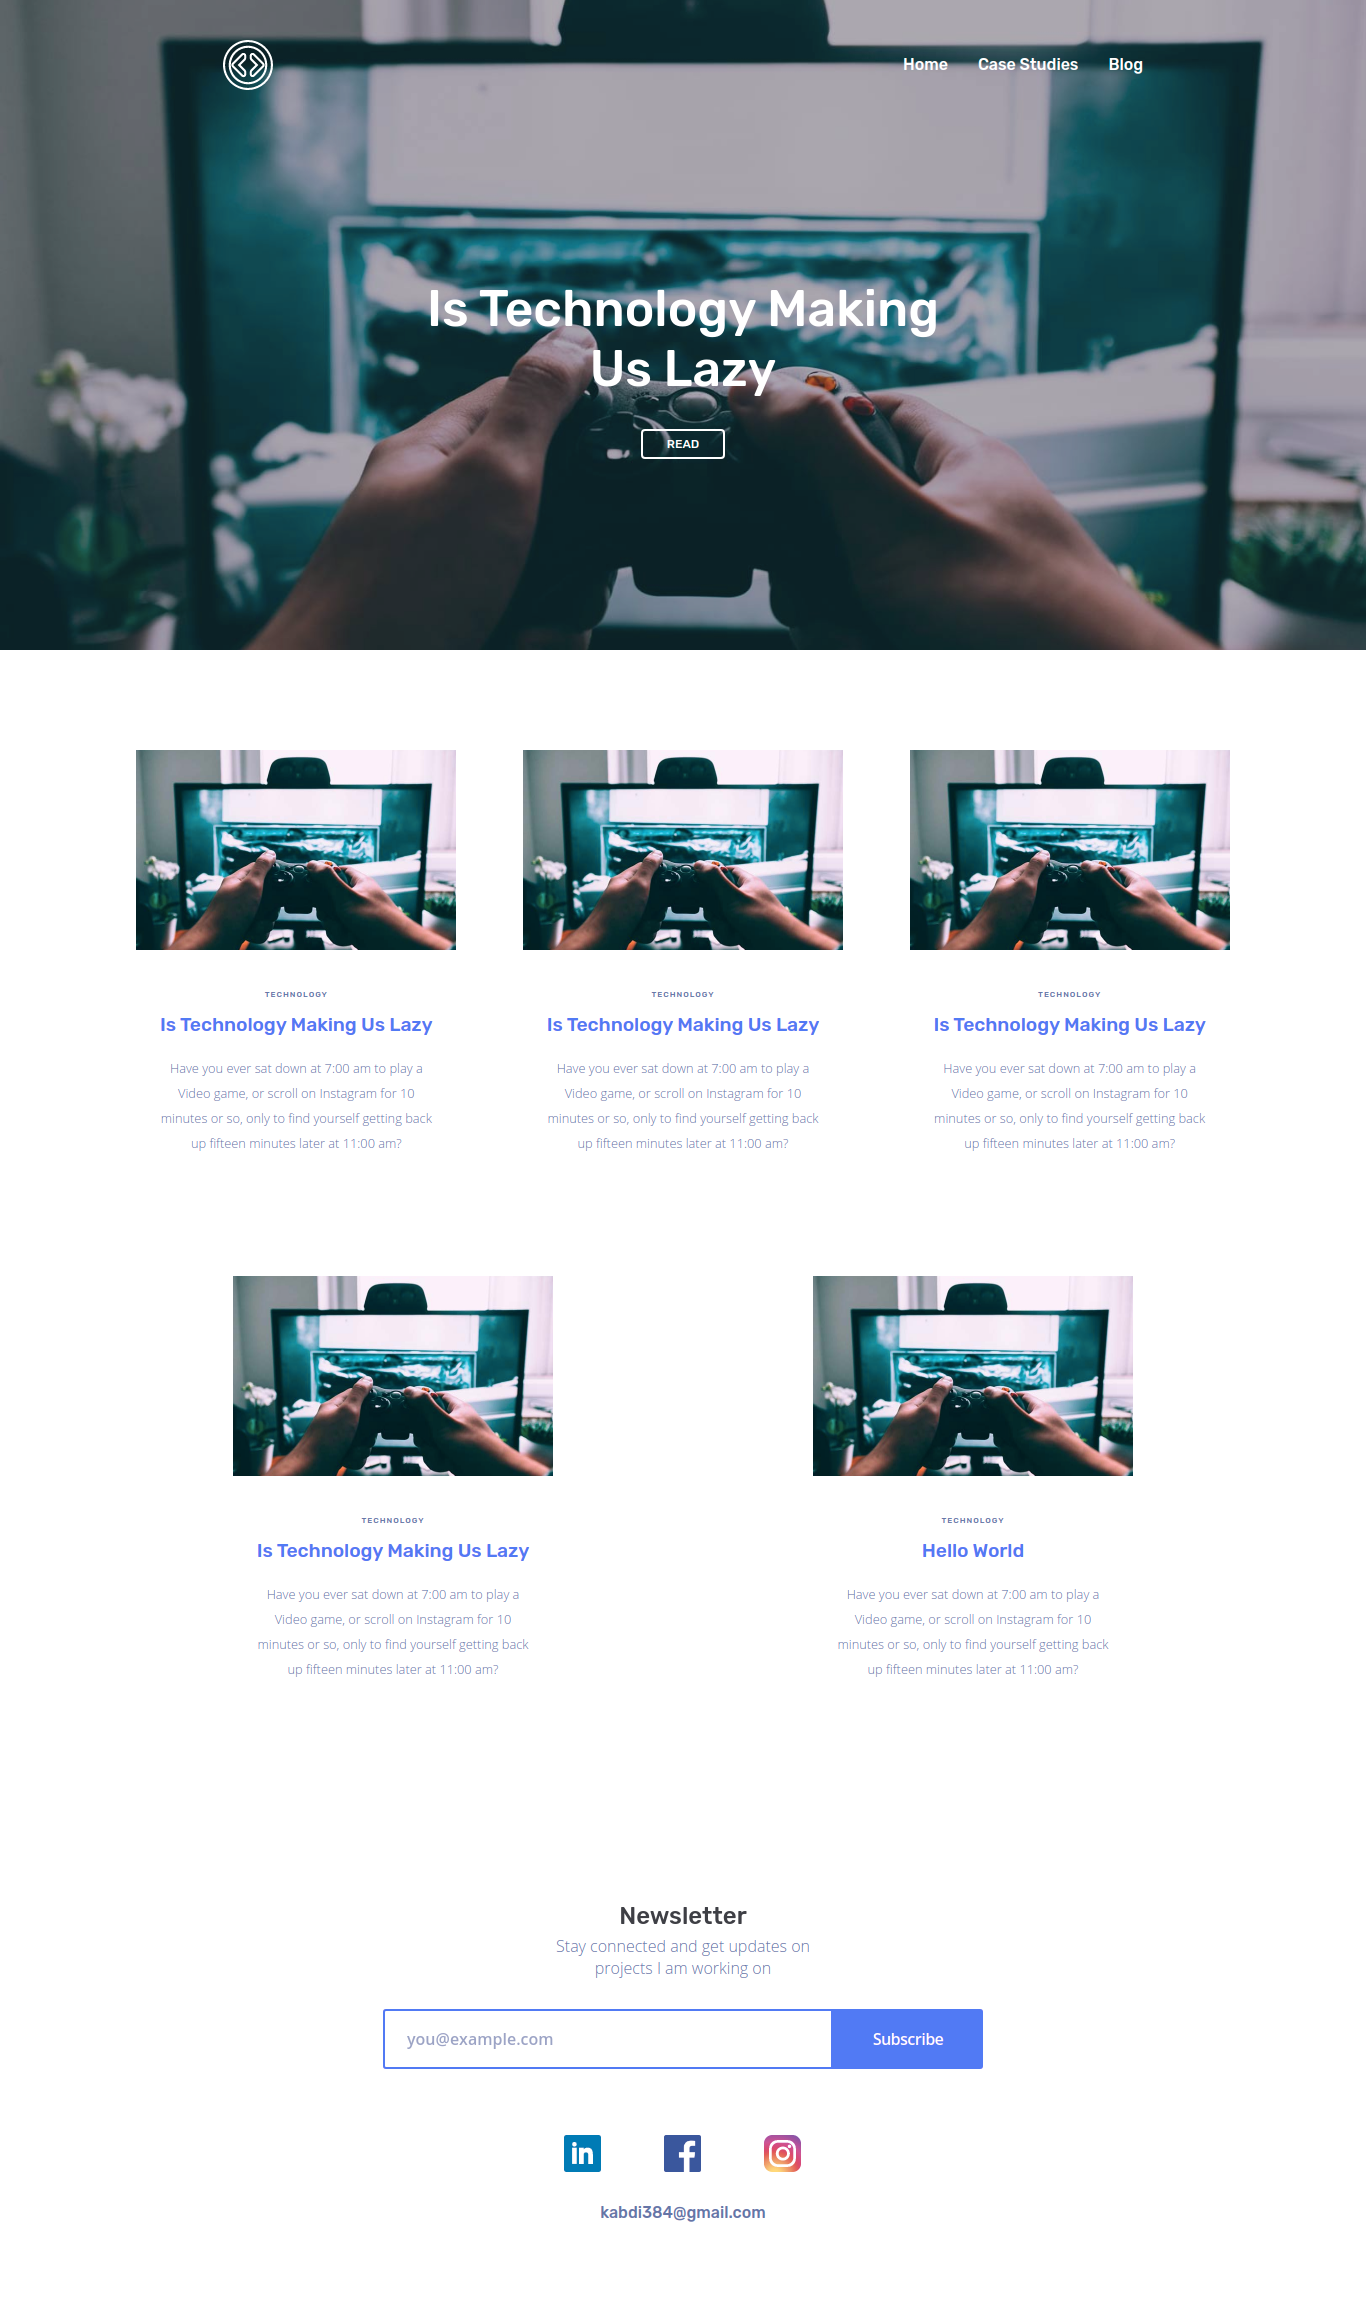 Home Case Studies Blog
Is Technology Making
Us Lazy
READ
TECHNOLOGY
Is Technology Making Us Lazy
Have you ever sat down at 7:00 am to play a
Video game, or scroll on Instagram for 10
minutes or so, only to find yourself getting back
up fifteen minutes later at 11:00 am?
TECHNOLOGY
Is Technology Making Us Lazy
Have you ever sat down at 7:00 am to play a
Video game, or scroll on Instagram for 10
minutes or so, only to find yourself getting back
up fifteen minutes later at 11:00 am?
TECHNOLOGY
Is Technology Making Us Lazy
Have you ever sat down at 7:00 am to play a
Video game, or scroll on Instagram for 10
minutes or so, only to find yourself getting back
up fifteen minutes later at 11:00 am?
TECHNOLOGY
Is Technology Making Us Lazy
Have you ever sat down at 7:00 am to play a
Video game, or scroll on Instagram for 10
minutes or so, only to find yourself getting back
up fifteen minutes later at 11:00 am?
TECHNOLOGY
Hello World
Have you ever sat down at 7:00 am to play a
Video game, or scroll on Instagram for 10
minutes or so, only to find yourself getting back
up fifteen minutes later at 11:00 am?
Newsletter
Stay connected and get updates on
projects I am working on
you@example.com Subscribe
in f
kabdi384@gmail.com